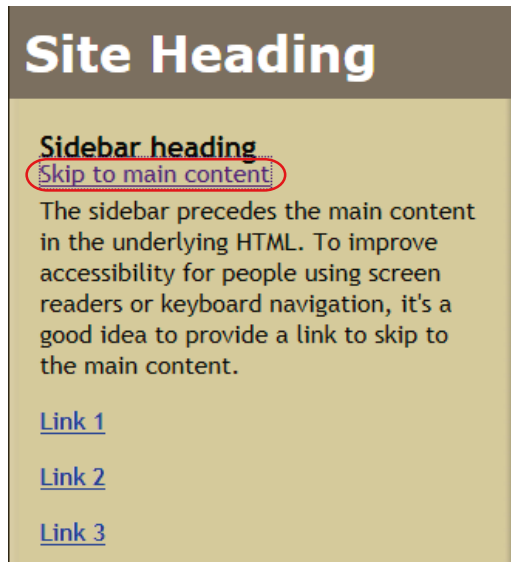 Site Heading
Sidebar heading
Skip to main content
The sidebar precedes the main content
in the underlying HTML. To improve
accessibility for people using screen
readers or keyboard navigation, it's a
good idea to provide a link to skip to
the main content.
Link 1
Link 2
Link 3